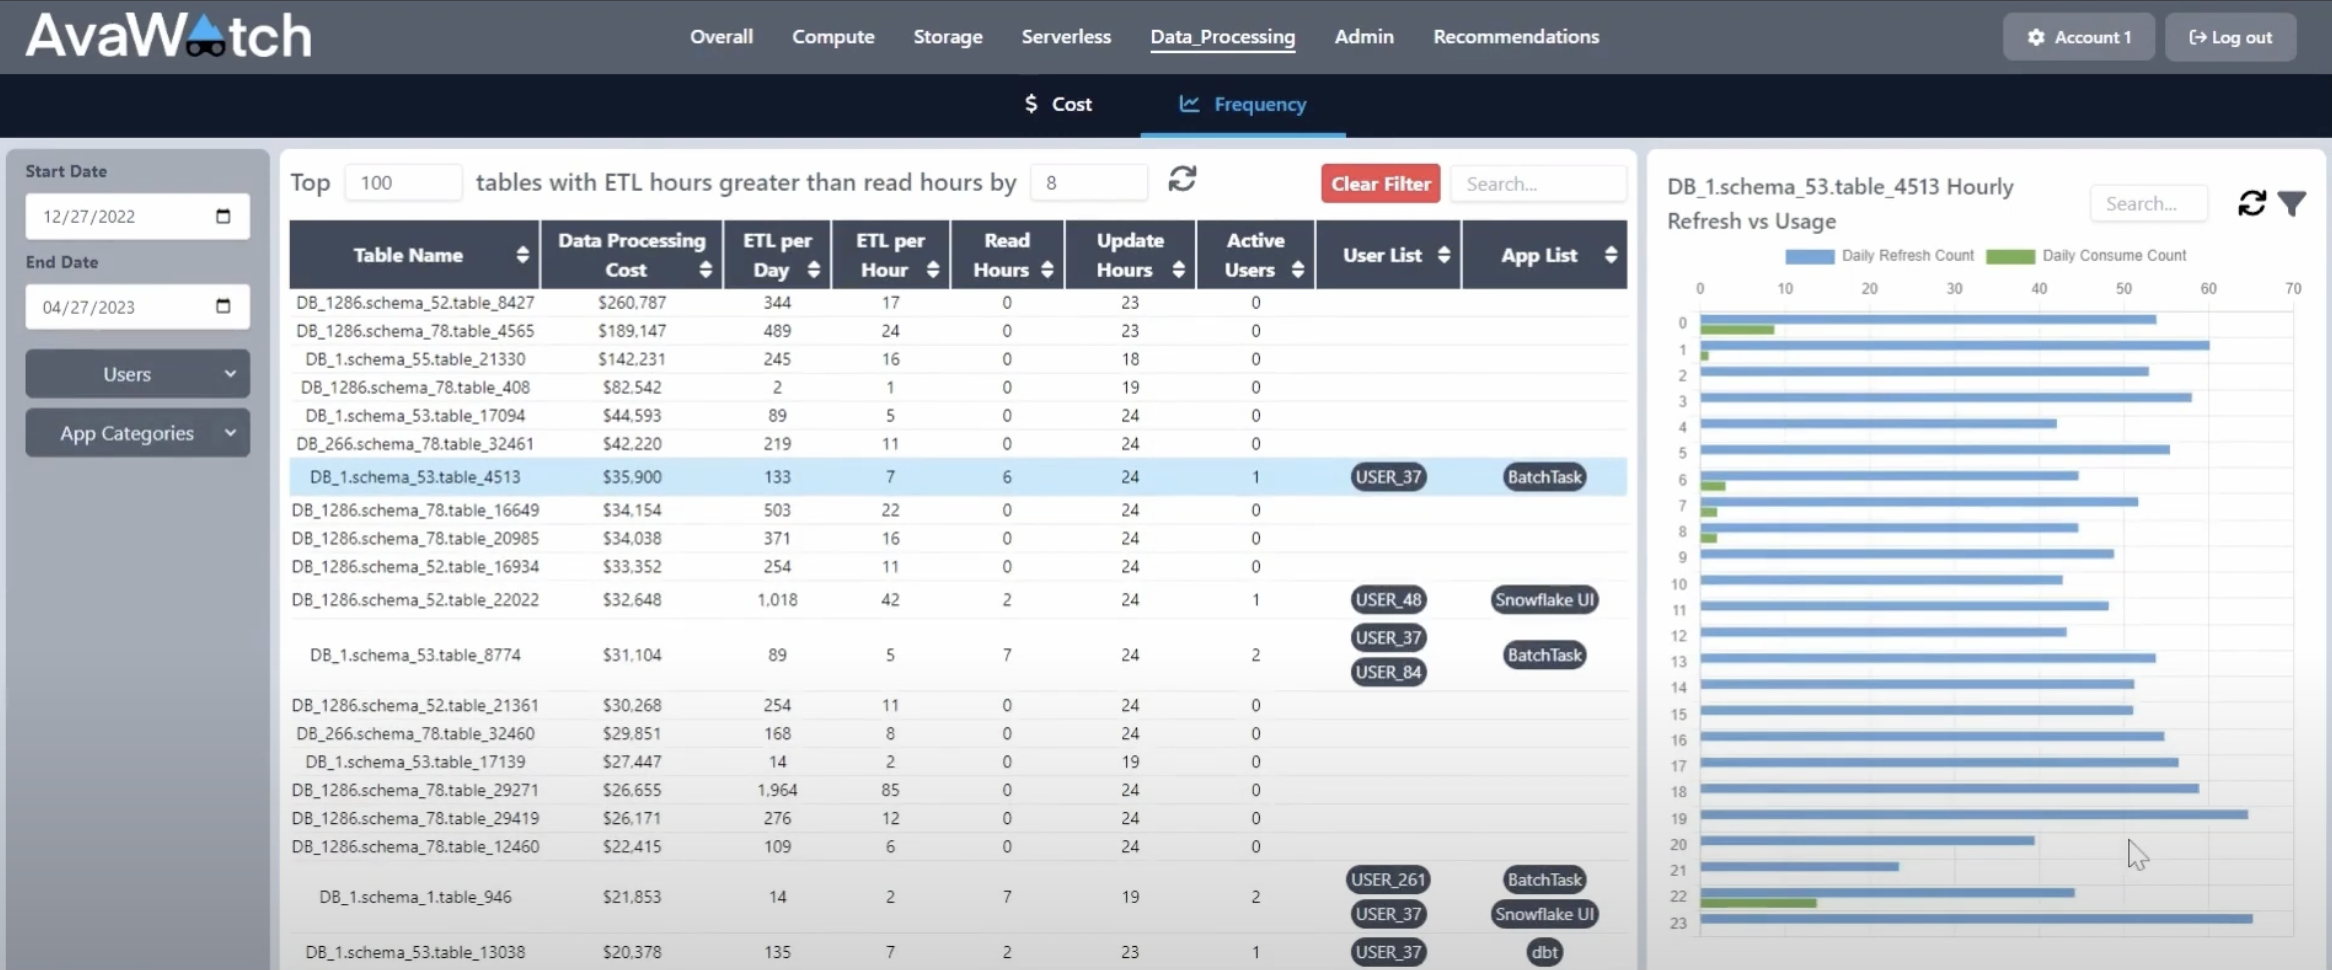 AvaWatch
Overall Compute Storage Serverless Data_Processing Admin Recommendations
Account 1 Log out
$ Cost Frequency
Start Date
12/27/2022
End Date
04/27/2023
Users
App Categories
Top 100 tables with ETL hours greater than read hours by 8
Clear Filter Search...
Table Name Data Processing Cost ETL per Day ETL per Hour Read Hours Update Hours Active Users User List App List
DB_1286.schema_52.table_8427 $260,787 344 17 0 23 0
DB_1286.schema_78.table_4565 $189,147 489 24 0 23 0
DB_1.schema_55.table_21330 $142,231 245 16 0 18 0
DB_1286.schema_78.table_408 $82,542 2 1 0 19 0
DB_1.schema_53.table_17094 $44,593 89 5 0 24 0
DB_266.schema_78.table_32461 $42,220 219 11 0 24 0
DB_1.schema_53.table_4513 $35,900 133 7 6 24 1 USER_37 BatchTask
DB_1286.schema_78.table_16649 $34,154 503 22 0 24 0
DB_1286.schema_78.table_20985 $34,038 371 16 0 24 0
DB_1286.schema_52.table_16934 $33,352 254 11 0 24 0
DB_1286.schema_52.table_22022 $32,648 1,018 42 2 24 1 USER_48 Snowflake UI
DB_1.schema_53.table_8774 $31,104 89 5 7 24 2 USER_37 USER_84 BatchTask
DB_1286.schema_52.table_21361 $30,268 254 11 0 24 0
DB_266.schema_78.table_32460 $29,851 168 8 0 24 0
DB_1.schema_53.table_17139 $27,447 14 2 0 19 0
DB_1286.schema_78.table_29271 $26,655 1,964 85 0 24 0
DB_1286.schema_78.table_29419 $26,171 276 12 0 24 0
DB_1286.schema_78.table_12460 $22,415 109 6 0 24 0
DB_1.schema_1.table_946 $21,853 14 2 7 19 2 USER_261 USER_37 BatchTask Snowflake UI
DB_1.schema_53.table_13038 $20,378 135 7 2 23 1 USER_37 dbt
DB_1.schema_53.table_4513 Hourly
Refresh vs Usage
Search...
Daily Refresh Count Daily Consume Count
0 10 20 30 40 50 60 70
0
1
2
3
4
5
6
7
8
9
10
11
12
13
14
15
16
17
18
19
20
21
22
23